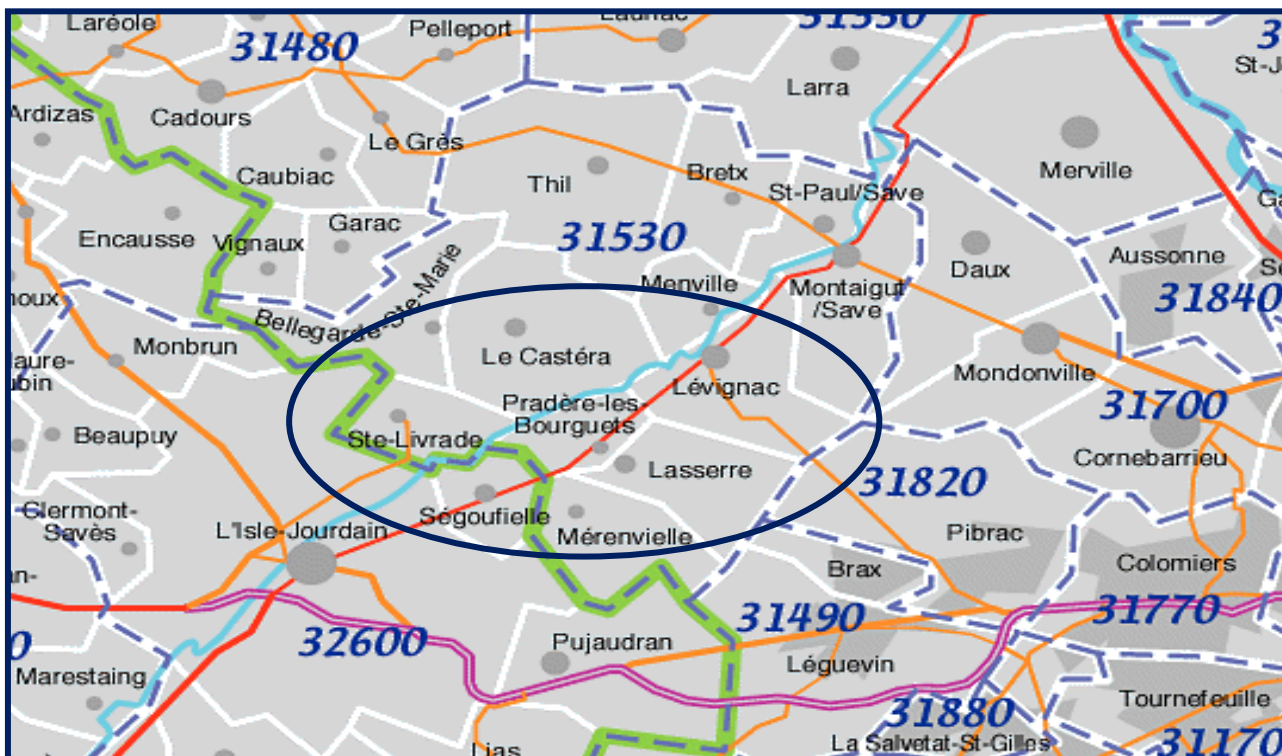 Laréole
31480
Pelleport
Launac
31530
Larra
Ardizas
Cadours
Le Grès
Merville
Caubiac
Thil
Bretx
St-Paul/Save
Encausse
Vignaux
Garac
31530
Daux
Aussonne
Bellegarde-Ste-Marie
Menville
Montaigut
/Save
31840
Monbrun
Le Castéra
Lévignac
Mondonville
31700
Pradère-les-
Bourguets
Beaupuy
Ste-Livrade
Lasserre
Cornebarrieu
31820
Clermont-
Savès
L'Isle-Jourdain
Ségoufielle
Mérenvielle
Pibrac
Brax
Colomiers
31770
31490
32600
Pujaudran
Léguevin
Marestaing
Tournefeuille
31880
La Salvetat-St-Gilles
31170
Lias